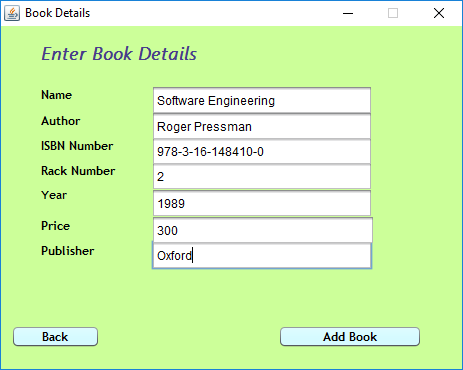 Book Details
Enter Book Details
Name Software Engineering
Author Roger Pressman
ISBN Number 978-3-16-148410-0
Rack Number 2
Year 1989
Price 300
Publisher Oxford
Back Add Book